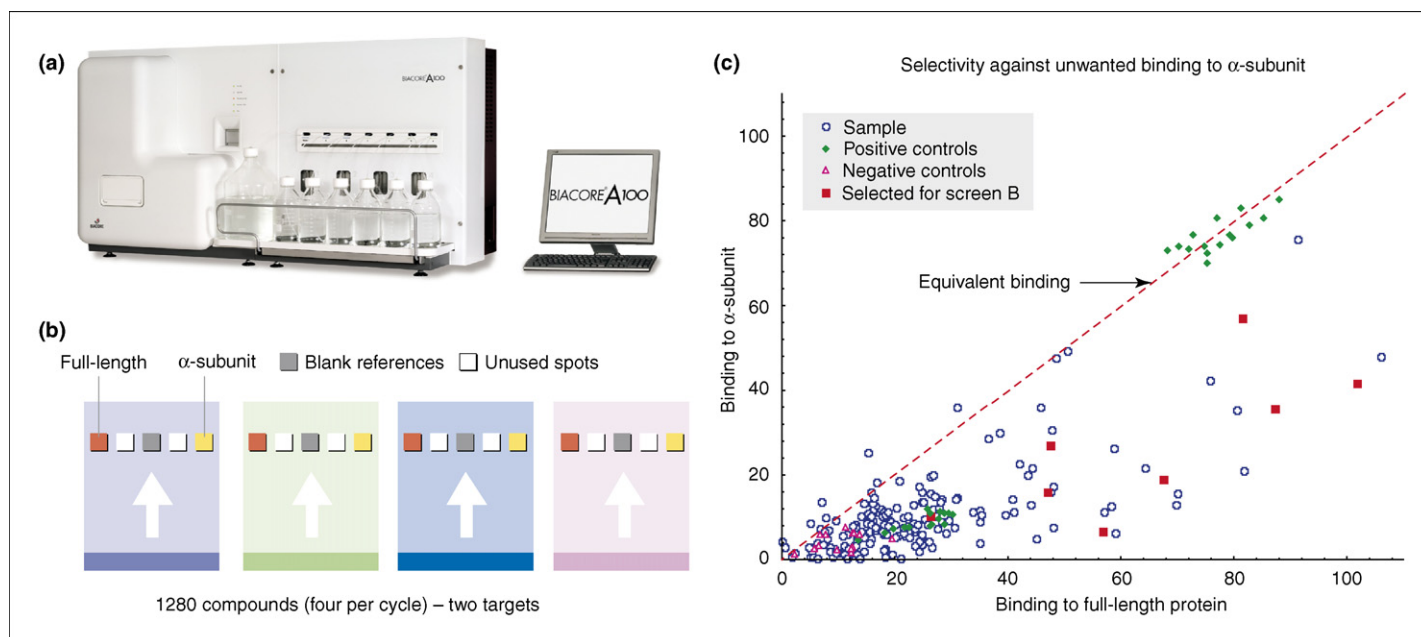 (a)
BIACORE A100
BIACORE A100
(b)
Full-length
α-subunit
Blank references
Unused spots
1280 compounds (four per cycle) – two targets
(c)
Selectivity against unwanted binding to α-subunit
Sample
Positive controls
Negative controls
Selected for screen B
Equivalent binding
Binding to α-subunit
100
80
60
40
20
0
0
20
40
60
80
100
Binding to full-length protein